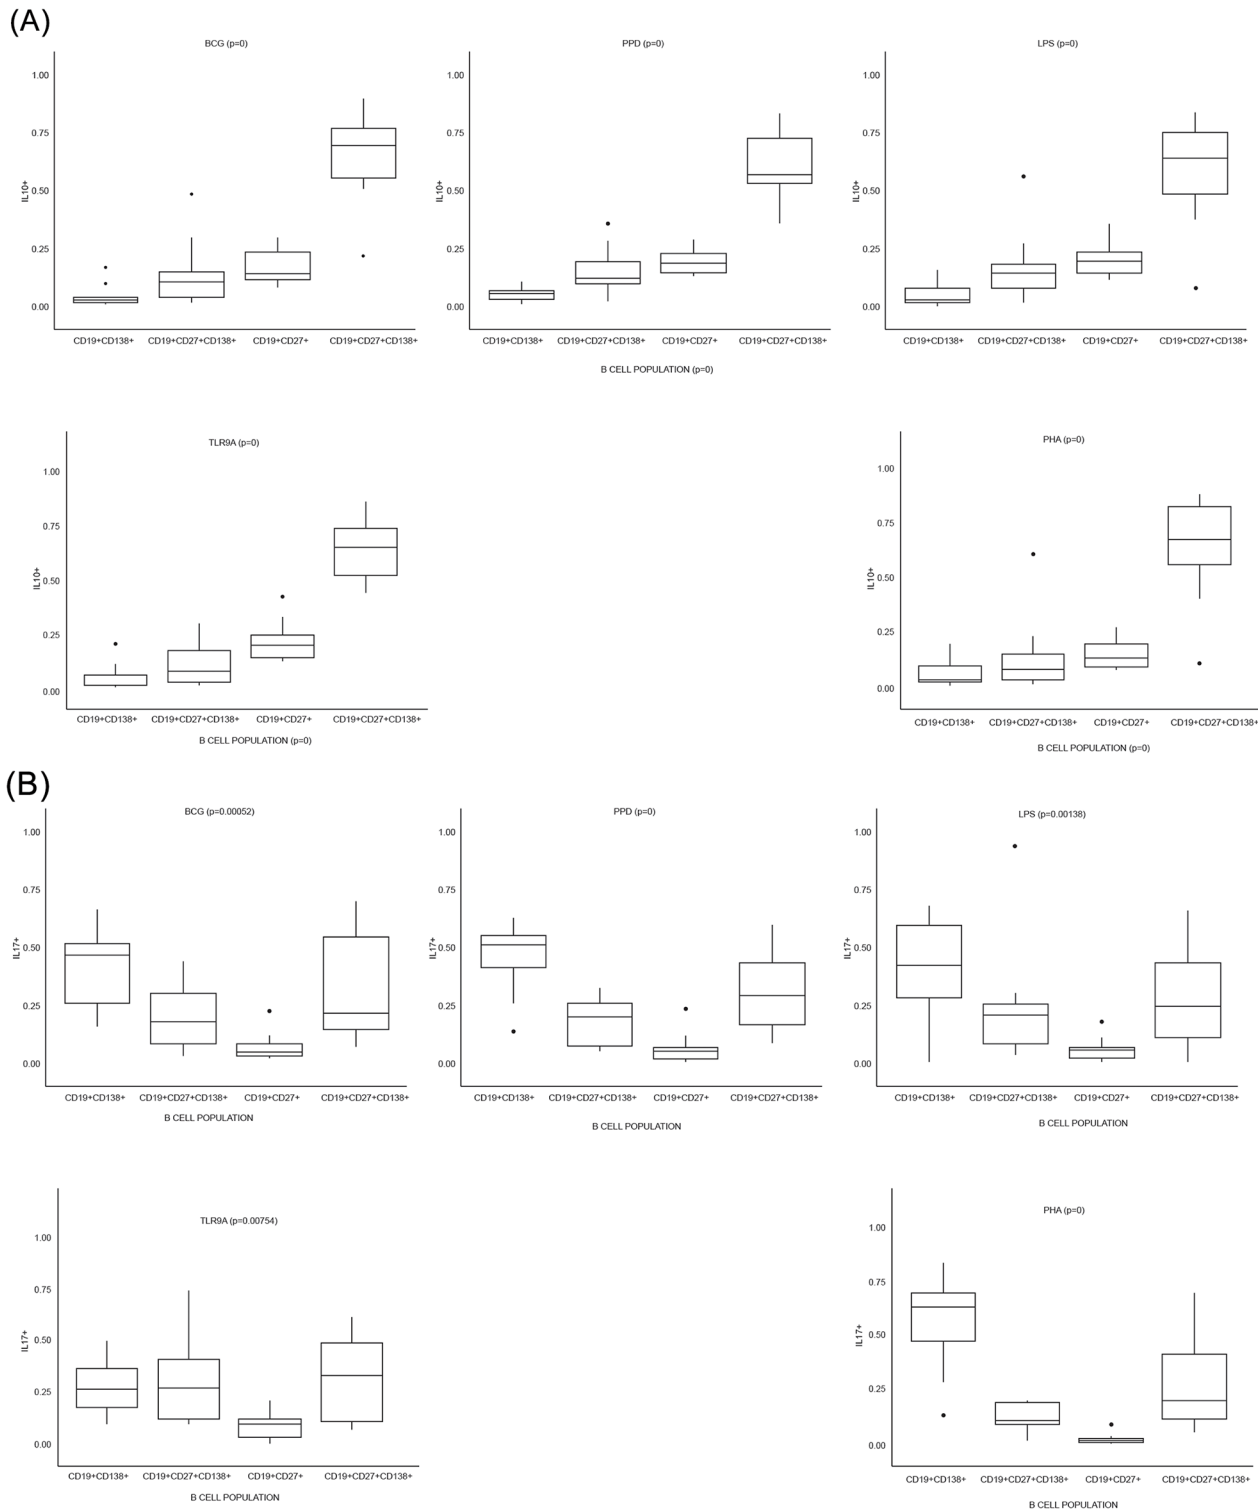 (A)
BCG (p=0)
PPD (p=0)
LPS (p=0)
1.00
0.75
0.50
0.25
0.00
IL10+
1.00
0.75
0.50
0.25
0.00
IL10+
1.00
0.75
0.50
0.25
0.00
IL10+
CD19+CD138+ CD19+CD27+CD138+ CD19+CD27+ CD19+CD27+CD138+
CD19+CD138+ CD19+CD27+CD138+ CD19+CD27+ CD19+CD27+CD138+
CD19+CD138+ CD19+CD27+CD138+ CD19+CD27+ CD19+CD27+CD138+
B CELL POPULATION (p=0)
TLR9A (p=0)
PHA (p=0)
1.00
0.75
0.50
0.25
0.00
IL10+
1.00
0.75
0.50
0.25
0.00
IL10+
CD19+CD138+ CD19+CD27+CD138+ CD19+CD27+ CD19+CD27+CD138+
CD19+CD138+ CD19+CD27+CD138+ CD19+CD27+ CD19+CD27+CD138+
B CELL POPULATION (p=0)
B CELL POPULATION (p=0)
(B)
BCG (p=0.00052)
PPD (p=0)
LPS (p=0.00138)
1.00
0.75
0.50
0.25
0.00
IL17+
1.00
0.75
0.50
0.25
0.00
IL17+
1.00
0.75
0.50
0.25
0.00
IL17+
CD19+CD138+ CD19+CD27+CD138+ CD19+CD27+ CD19+CD27+CD138+
CD19+CD138+ CD19+CD27+CD138+ CD19+CD27+ CD19+CD27+CD138+
CD19+CD138+ CD19+CD27+CD138+ CD19+CD27+ CD19+CD27+CD138+
B CELL POPULATION
B CELL POPULATION
B CELL POPULATION
TLR9A (p=0.00754)
PHA (p=0)
1.00
0.75
0.50
0.25
0.00
IL17+
1.00
0.75
0.50
0.25
0.00
IL17+
CD19+CD138+ CD19+CD27+CD138+ CD19+CD27+ CD19+CD27+CD138+
CD19+CD138+ CD19+CD27+CD138+ CD19+CD27+ CD19+CD27+CD138+
B CELL POPULATION
B CELL POPULATION